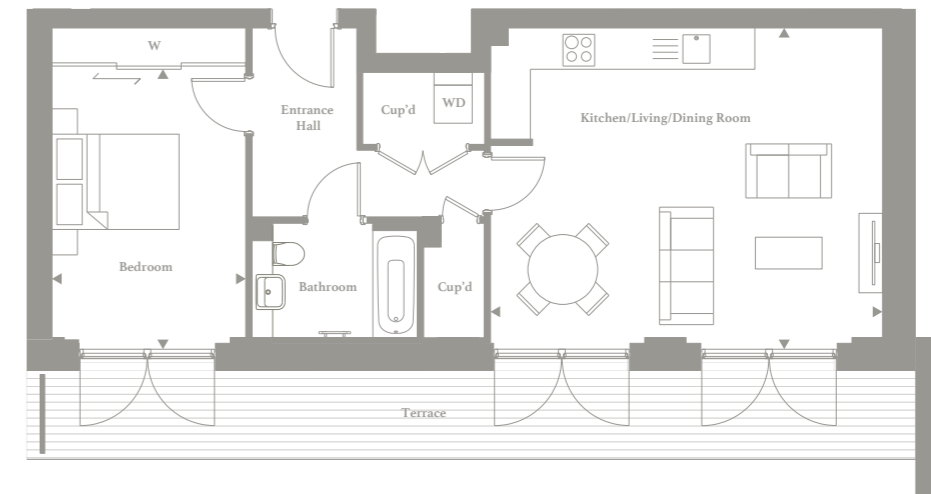 W
Entrance
Hall
Cup'd
WD
Kitchen/Living/Dining Room
Bedroom
Bathroom
Cup'd
Terrace